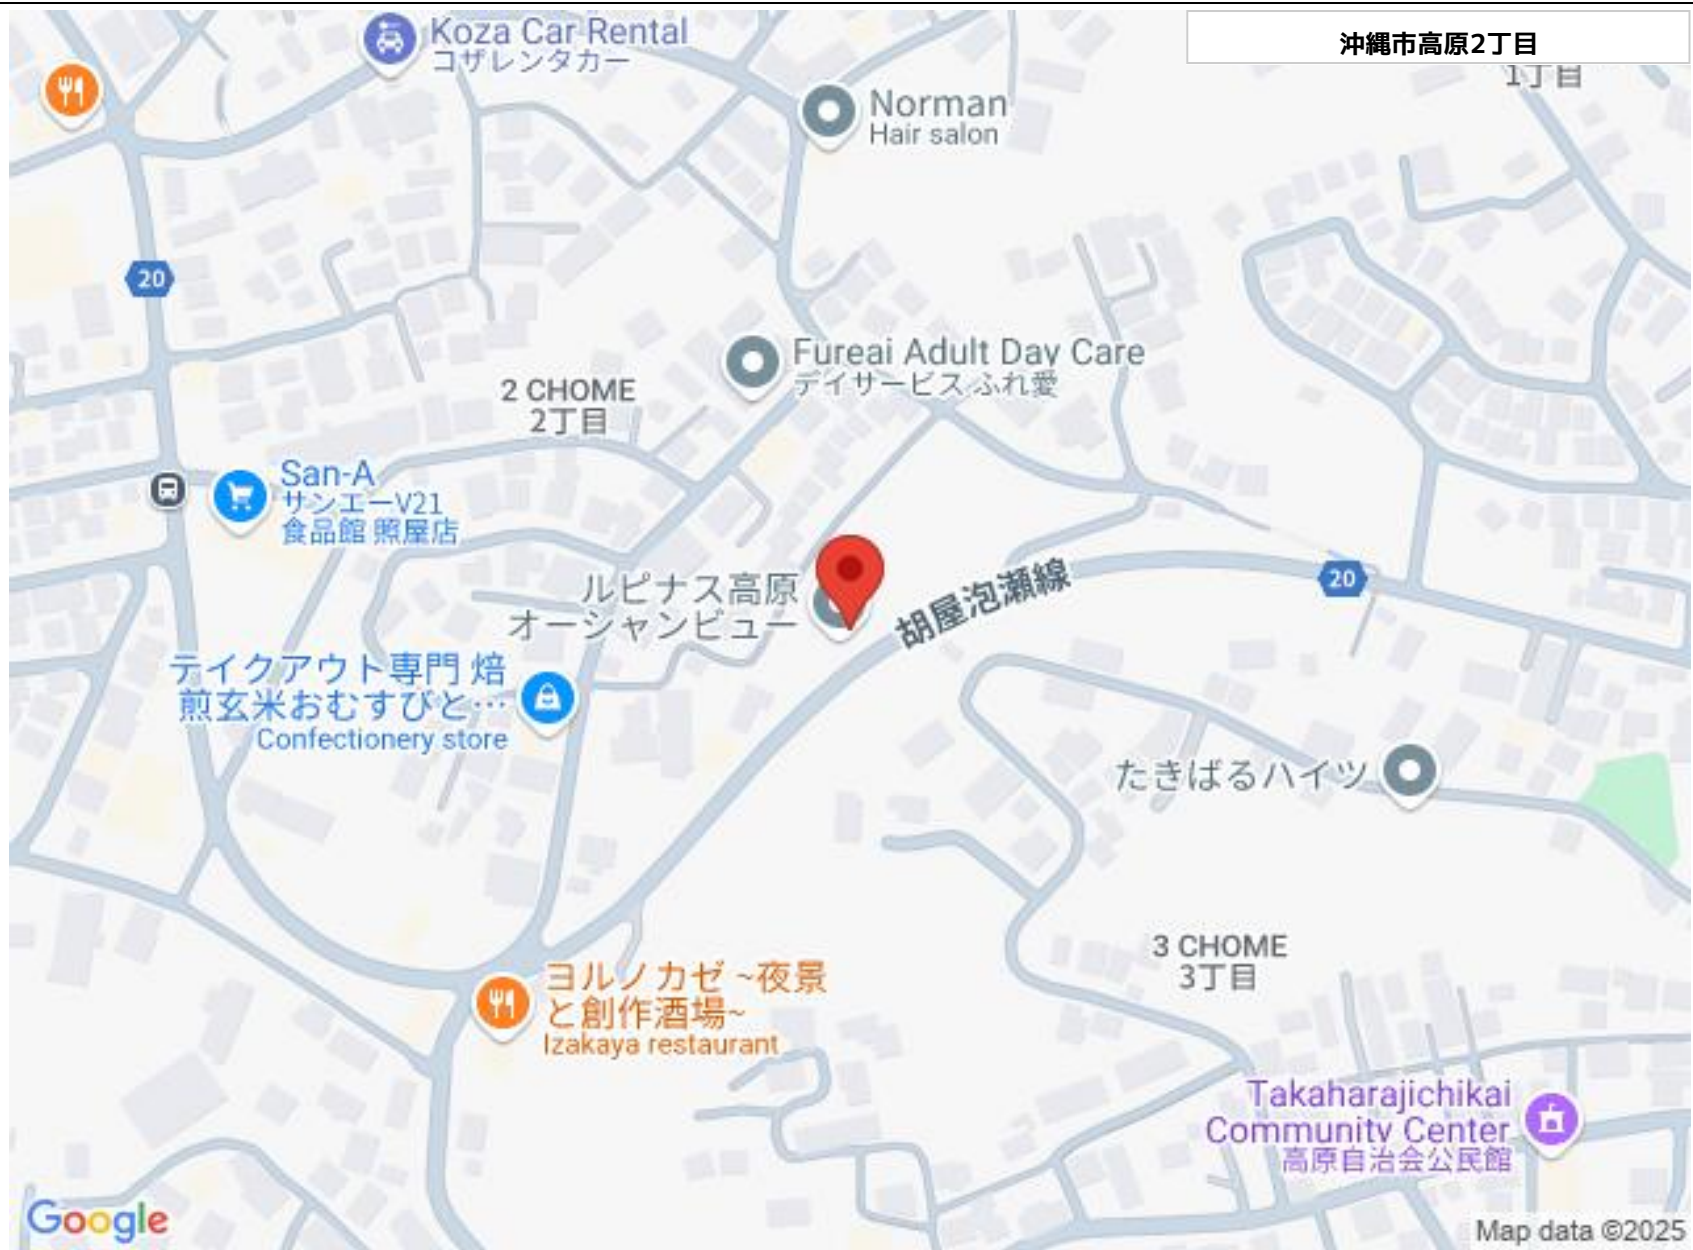 沖縄市高原2丁目
1丁目
Koza Car Rental
コザレンタカー
Norman
Hair salon
20
Fureai Adult Day Care
デイサービス ふれ愛
2 CHOME
2丁目
San-A
サンエーV21
食品館 照屋店
ルピナス高原
オーシャンビュー
胡屋泡瀬線
20
テイクアウト専門 焙
煎玄米おむすびと…
Confectionery store
たきばるハイツ
3 CHOME
3丁目
ヨルノカゼ ~夜景
と創作酒場~
Izakaya restaurant
Takaharajichikai
Community Center
高原自治会公民館
Google
Map data ©2025